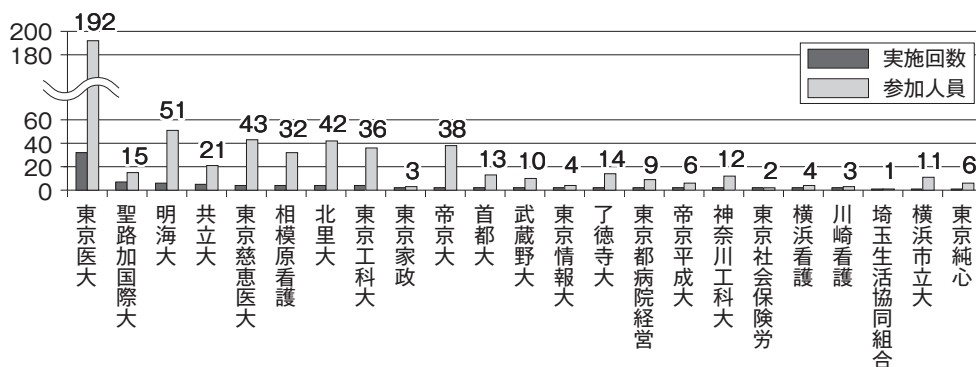 200
180
60
40
20
0
192
15
51
21
43
32
42
36
3
38
13
10
4
14
9
6
12
2
4
3
1
11
6
実施回数
参加人員
東京医大
聖路加国際大
明海大
共立大
東京慈恵医大
相模原看護
北里大
東京工科大
東京家政
帝京大
首都大
武蔵野大
東京情報大
了徳寺大
東京都病院経営
帝京平成大
神奈川工科大
東京社会保険労
横浜看護
川崎看護
埼玉生活協同組合
横浜市立大
東京純心